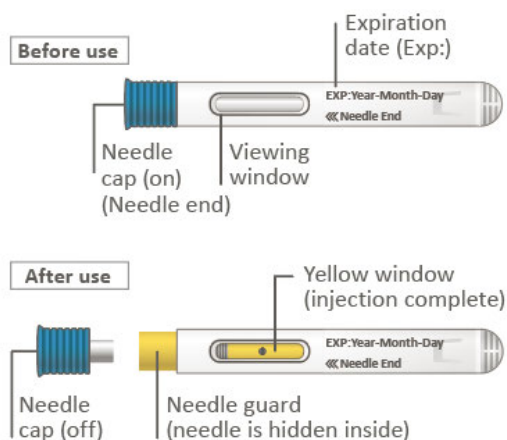 Before use
Expiration
date (Exp:)
EXP:Year-Month-Day
<<< Needle End
Needle
cap (on)
(Needle end)
Viewing
window
After use
Yellow window
(injection complete)
EXP:Year-Month-Day
<<< Needle End
Needle
cap (off)
Needle guard
(needle is hidden inside)